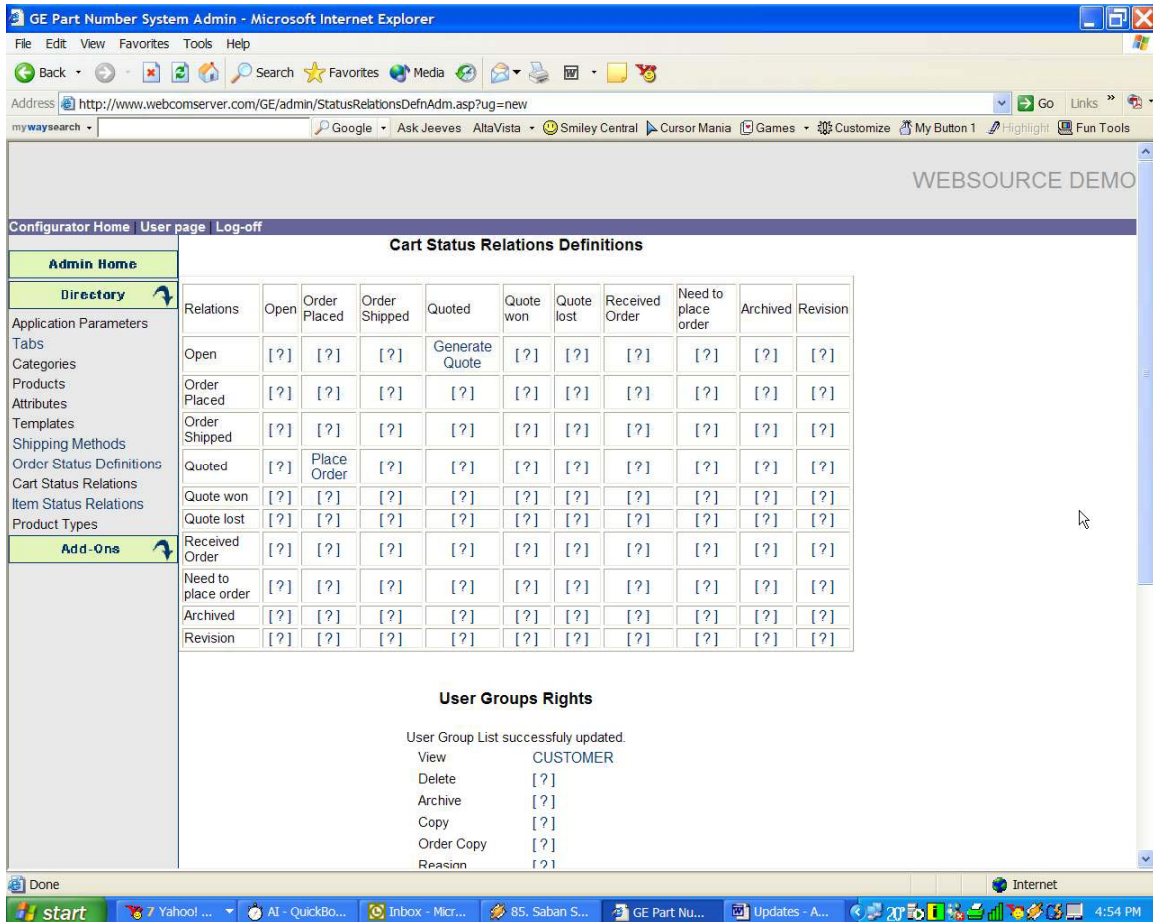 GE Part Number System Admin - Microsoft Internet Explorer
File Edit View Favorites Tools Help
Back Search Favorites Media
Address http://www.webcomserver.com/GE/admin/StatusRelationsDefnAdm.asp?ug=new Go Links »
mywaysearch Google Ask Jeeves AltaVista Smiley Central Cursor Mania Games Customize My Button 1 Highlight Fun Tools
WEBSOURCE DEMO
Configurator Home | User page | Log-off
Cart Status Relations Definitions
Admin Home
Directory
Application Parameters
Tabs
Categories
Products
Attributes
Templates
Shipping Methods
Order Status Definitions
Cart Status Relations
Item Status Relations
Product Types
Add-Ons
Relations Open Order Placed Order Shipped Quoted Quote won Quote lost Received Order Need to place order Archived Revision
Open [ ? ] [ ? ] [ ? ] Generate Quote [ ? ] [ ? ] [ ? ] [ ? ] [ ? ] [ ? ]
Order Placed [ ? ] [ ? ] [ ? ] [ ? ] [ ? ] [ ? ] [ ? ] [ ? ] [ ? ] [ ? ]
Order Shipped [ ? ] [ ? ] [ ? ] [ ? ] [ ? ] [ ? ] [ ? ] [ ? ] [ ? ] [ ? ]
Quoted [ ? ] Place Order [ ? ] [ ? ] [ ? ] [ ? ] [ ? ] [ ? ] [ ? ] [ ? ]
Quote won [ ? ] [ ? ] [ ? ] [ ? ] [ ? ] [ ? ] [ ? ] [ ? ] [ ? ] [ ? ]
Quote lost [ ? ] [ ? ] [ ? ] [ ? ] [ ? ] [ ? ] [ ? ] [ ? ] [ ? ] [ ? ]
Received Order [ ? ] [ ? ] [ ? ] [ ? ] [ ? ] [ ? ] [ ? ] [ ? ] [ ? ] [ ? ]
Need to place order [ ? ] [ ? ] [ ? ] [ ? ] [ ? ] [ ? ] [ ? ] [ ? ] [ ? ] [ ? ]
Archived [ ? ] [ ? ] [ ? ] [ ? ] [ ? ] [ ? ] [ ? ] [ ? ] [ ? ] [ ? ]
Revision [ ? ] [ ? ] [ ? ] [ ? ] [ ? ] [ ? ] [ ? ] [ ? ] [ ? ] [ ? ]
User Groups Rights
User Group List successfuly updated.
View CUSTOMER
Delete [ ? ]
Archive [ ? ]
Copy [ ? ]
Order Copy [ ? ]
Reasign [ ? ]
Done Internet
start 7 Yahoo! ... AI - QuickBo... Inbox - Micr... 85. Saban S... GE Part Nu... Updates - A... 4:54 PM